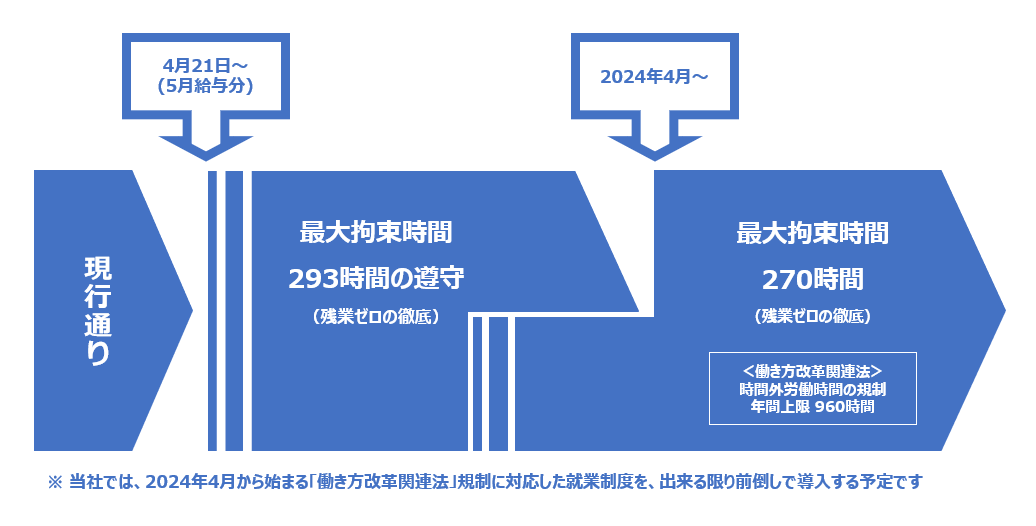 4月21日～
(5月給与分)
2024年4月～
現行通り
最大拘束時間
293時間の遵守
（残業ゼロの徹底）
最大拘束時間
270時間
（残業ゼロの徹底）
＜働き方改革関連法＞
時間外労働時間の規制
年間上限 960時間
※ 当社では、2024年4月から始まる「働き方改革関連法」規制に対応した就業制度を、出来る限り前倒しで導入する予定です